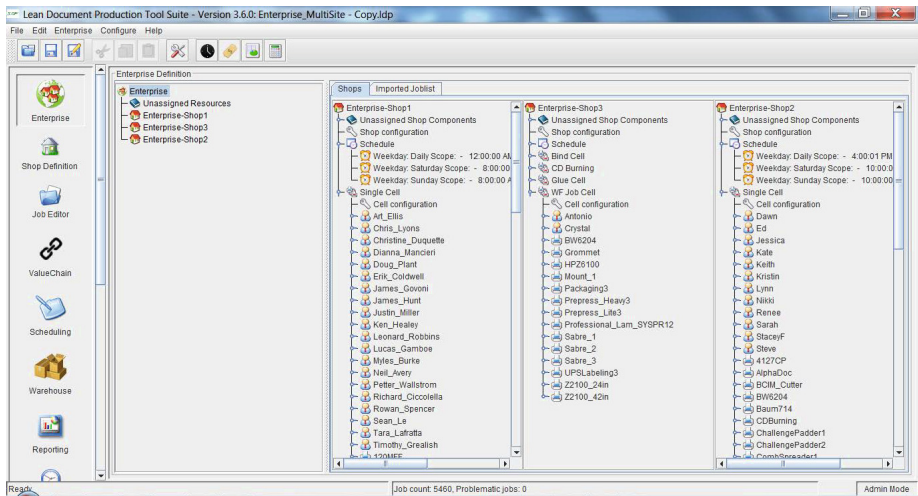 Lean Document Production Tool Suite - Version 3.6.0: Enterprise_MultiSite - Copy.ldp
File Edit Enterprise Configure Help
Enterprise
Shop Definition
Job Editor
ValueChain
Scheduling
Warehouse
Reporting
Enterprise Definition
Enterprise
Unassigned Resources
Enterprise-Shop1
Enterprise-Shop3
Enterprise-Shop2
Shops Imported Joblist
Enterprise-Shop1
Unassigned Shop Components
Shop configuration
Schedule
Weekday: Daily Scope: - 12:00:00 AM
Weekday: Saturday Scope: - 8:00:00
Weekday: Sunday Scope: - 8:00:00 A
Single Cell
Cell configuration
Art_Ellis
Chris_Lyons
Christine_Duquette
Dianna_Mancieri
Doug_Plant
Erik_Coldwell
James_Govoni
James_Hunt
Justin_Miller
Ken_Healey
Leonard_Robbins
Lucas_Gamboe
Myles_Burke
Neil_Avery
Petter_Wallstrom
Richard_Ciccolella
Rowan_Spencer
Sean_Le
Tara_Lafratta
Timothy_Grealish
120MFF
Enterprise-Shop3
Unassigned Shop Components
Shop configuration
Schedule
Bind Cell
CD Burning
Glue Cell
WF Job Cell
Cell configuration
Antonio
Crystal
BW6204
Grommet
HPZ6100
Mount_1
Packaging3
Prepress_Heavy3
Prepress_Lite3
Professional_Lam_SYSPR12
Sabre_1
Sabre_2
Sabre_3
UPSLabeling3
Z2100_24in
Z2100_42in
Enterprise-Shop2
Unassigned Shop Components
Shop configuration
Schedule
Weekday: Daily Scope: - 4:00:01 PM
Weekday: Saturday Scope: - 10:00:0
Weekday: Sunday Scope: - 10:00:00
Single Cell
Cell configuration
Dawn
Ed
Jessica
Kate
Keith
Kristin
Lynn
Nikki
Renee
Sarah
StaceyF
Steve
4127CP
AlphaDoc
BCIM_Cutter
BW6204
Baum714
CDBurning
ChallengePadder1
ChallengePadder2
CombSpreader1
Ready
Job count: 5460, Problematic jobs: 0
Admin Mode